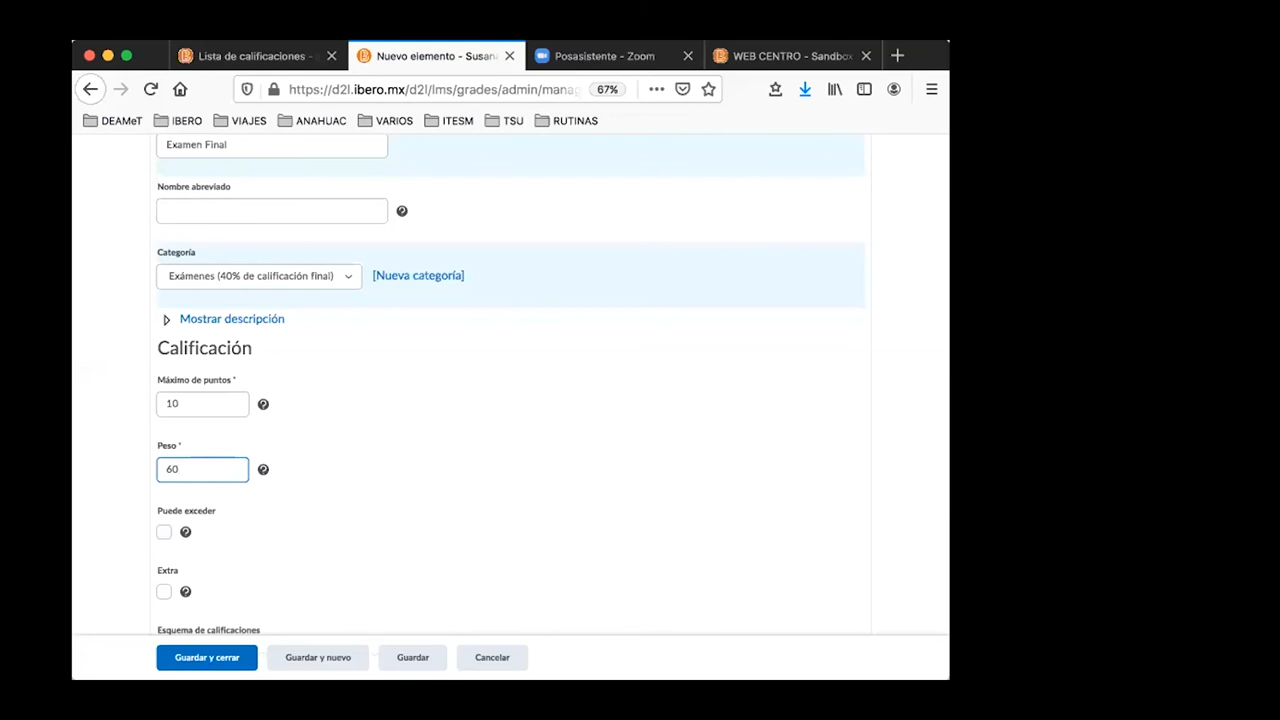 Lista de calificaciones -
Nuevo elemento - Susan
Posasistente - Zoom
WEB CENTRO - Sandbox
https://d2l.ibero.mx/d2l/lms/grades/admin/manag
67%
DEAMeT
IBERO
VIAJES
ANAHUAC
VARIOS
ITESM
TSU
RUTINAS
Examen Final
Nombre abreviado
Categoría
Exámenes (40% de calificación final)
[Nueva categoría]
Mostrar descripción
Calificación
Máximo de puntos *
10
Peso *
60
Puede exceder
Extra
Esquema de calificaciones
Guardar y cerrar
Guardar y nuevo
Guardar
Cancelar